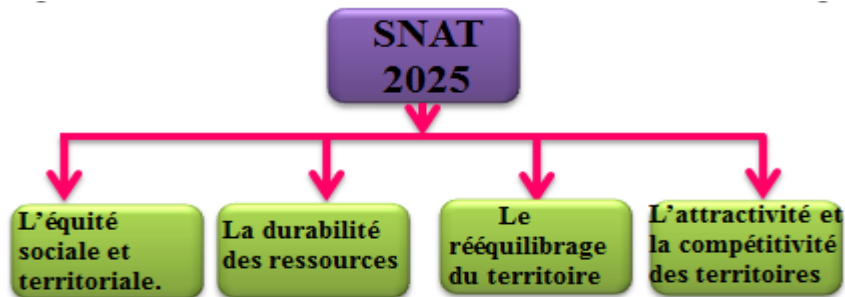 SNAT
2025
L'équité
sociale et
territoriale.
La durabilité
des ressources
Le
rééquilibrage
du territoire
L'attractivité et
la compétitivité
des territoires